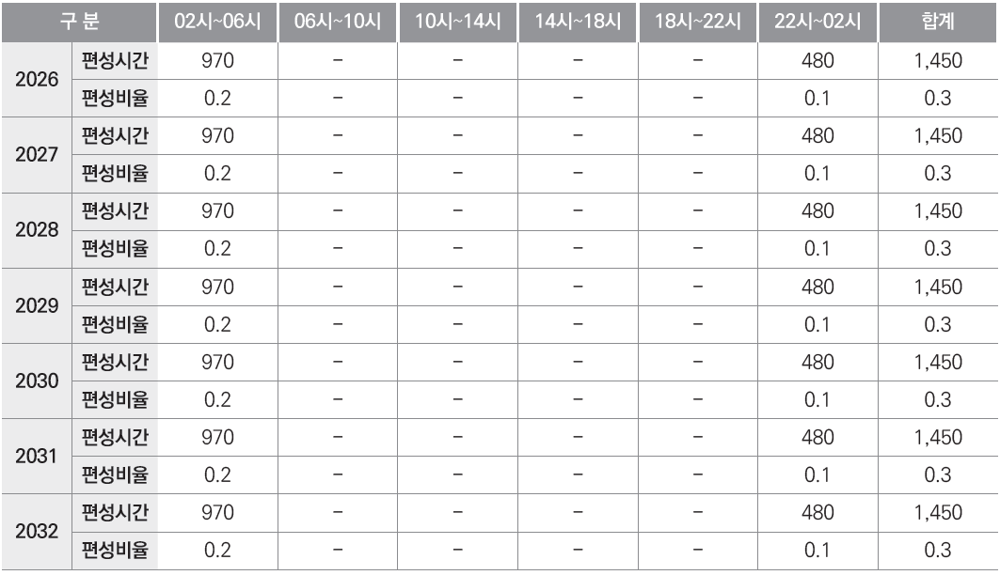 구 분 02시~06시 06시~10시 10시~14시 14시~18시 18시~22시 22시~02시 합계
2026 편성시간 970 – – – – 480 1,450
편성비율 0.2 – – – – 0.1 0.3
2027 편성시간 970 – – – – 480 1,450
편성비율 0.2 – – – – 0.1 0.3
2028 편성시간 970 – – – – 480 1,450
편성비율 0.2 – – – – 0.1 0.3
2029 편성시간 970 – – – – 480 1,450
편성비율 0.2 – – – – 0.1 0.3
2030 편성시간 970 – – – – 480 1,450
편성비율 0.2 – – – – 0.1 0.3
2031 편성시간 970 – – – – 480 1,450
편성비율 0.2 – – – – 0.1 0.3
2032 편성시간 970 – – – – 480 1,450
편성비율 0.2 – – – – 0.1 0.3